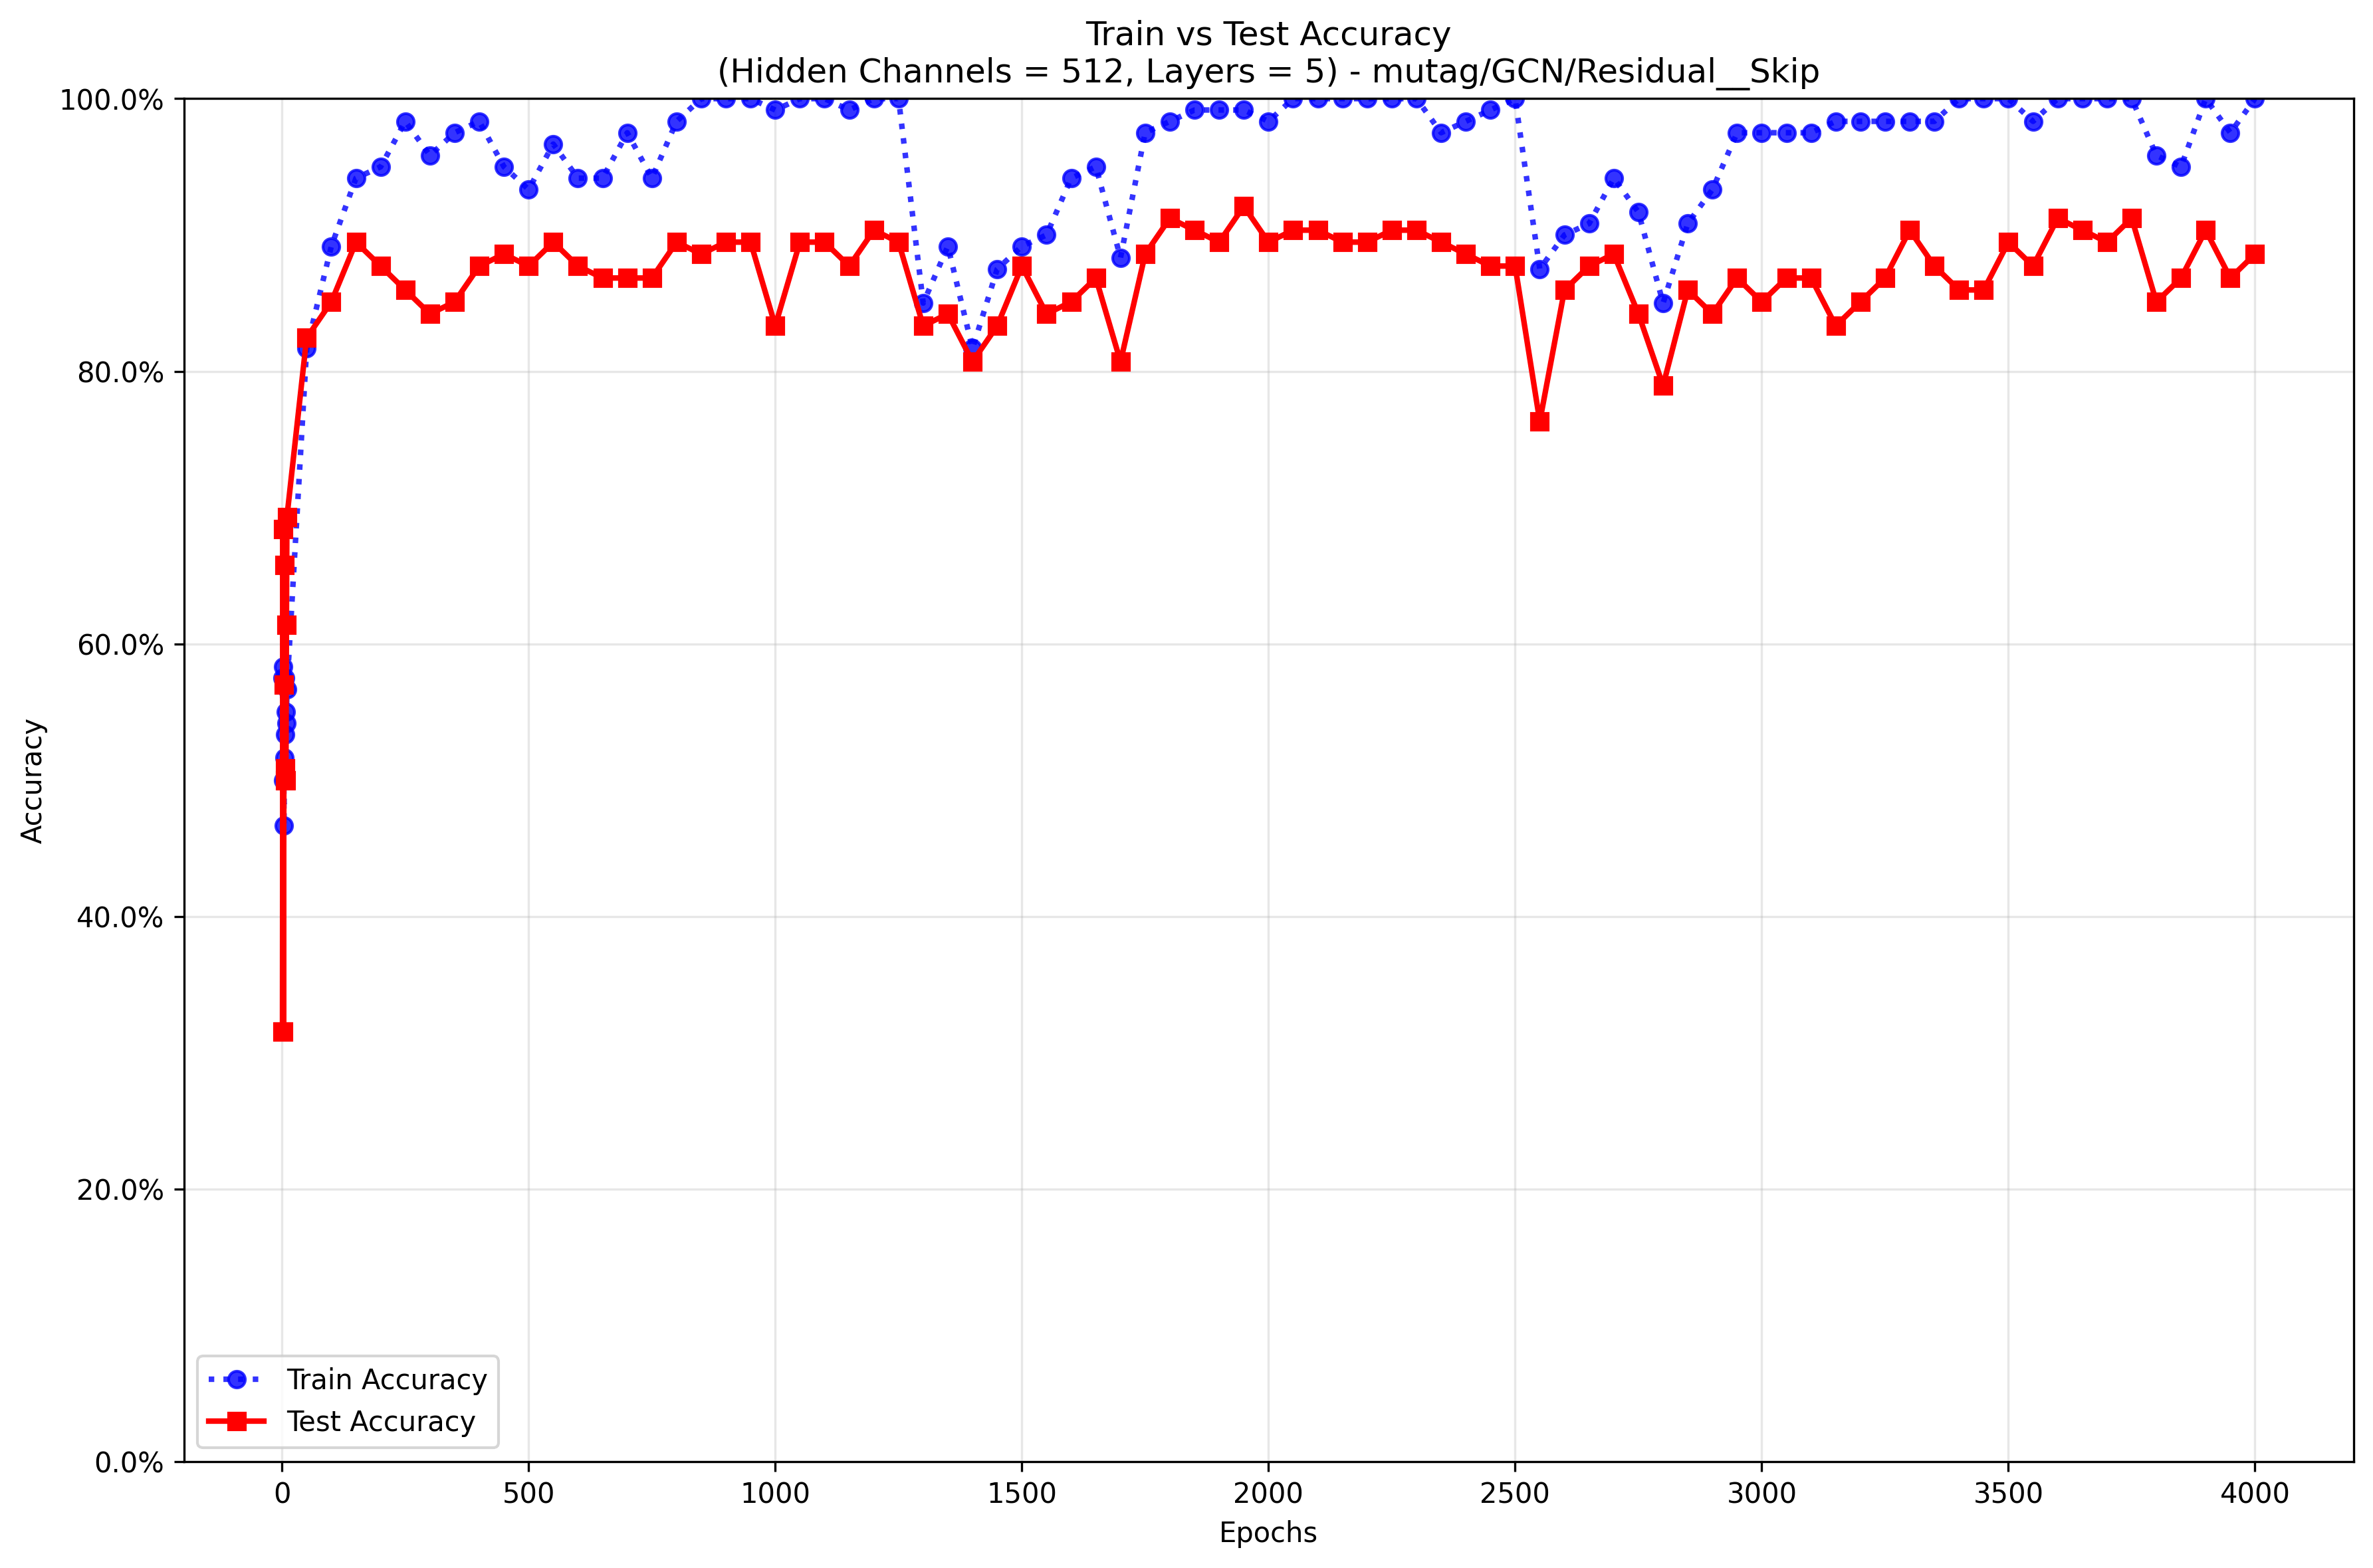 Train vs Test Accuracy
(Hidden Channels = 512, Layers = 5) - mutag/GCN/Residual__Skip
100.0%
80.0%
60.0%
40.0%
20.0%
0.0%
Accuracy
Train Accuracy
Test Accuracy
0 500 1000 1500 2000 2500 3000 3500 4000
Epochs